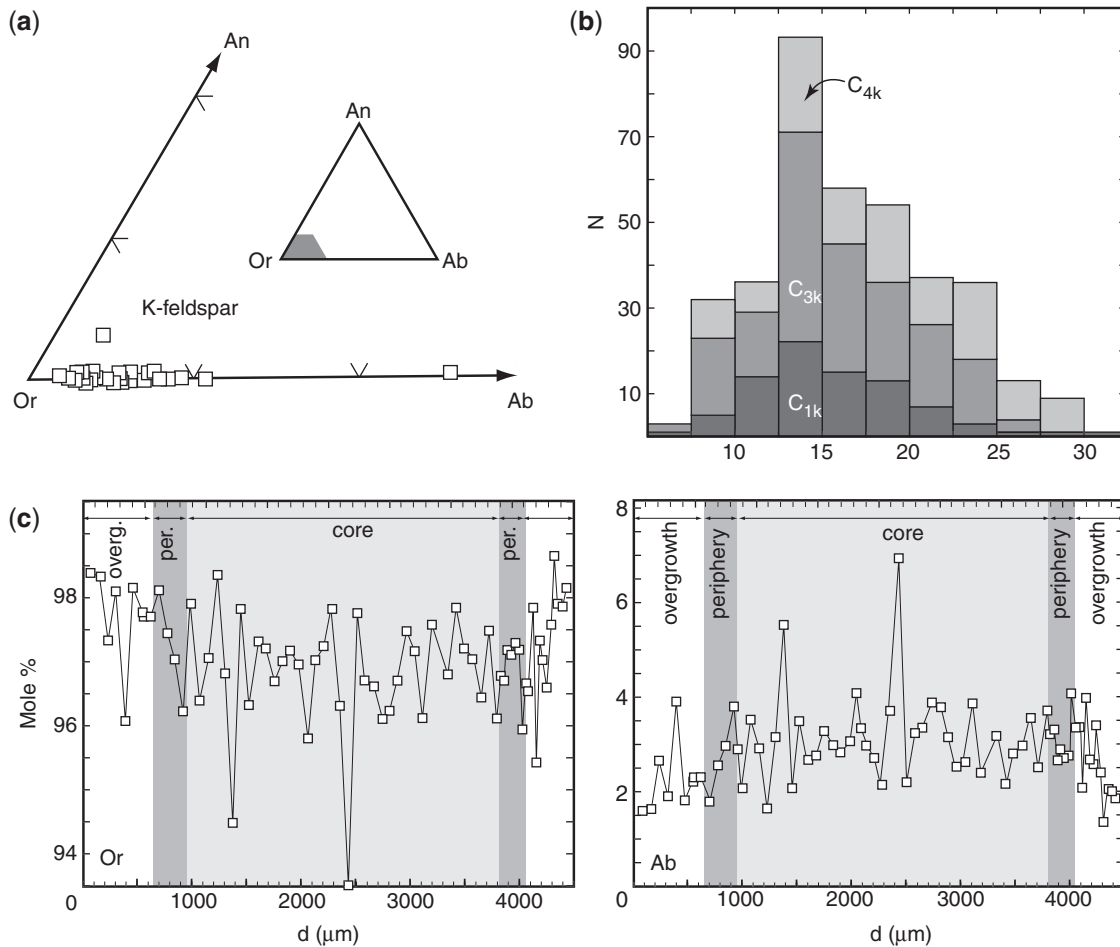 (a)
An
An
Or
Ab
K-feldspar
Or
Ab
(b)
N
90
70
50
30
10
C4k
C3k
C1k
10
15
20
25
30
(c)
Mole %
98
96
94
overg.
per.
core
per.
Or
0
1000
2000
3000
4000
d (μm)
8
6
4
2
0
overgrowth
periphery
core
periphery
overgrowth
Ab
0
1000
2000
3000
4000
d (μm)